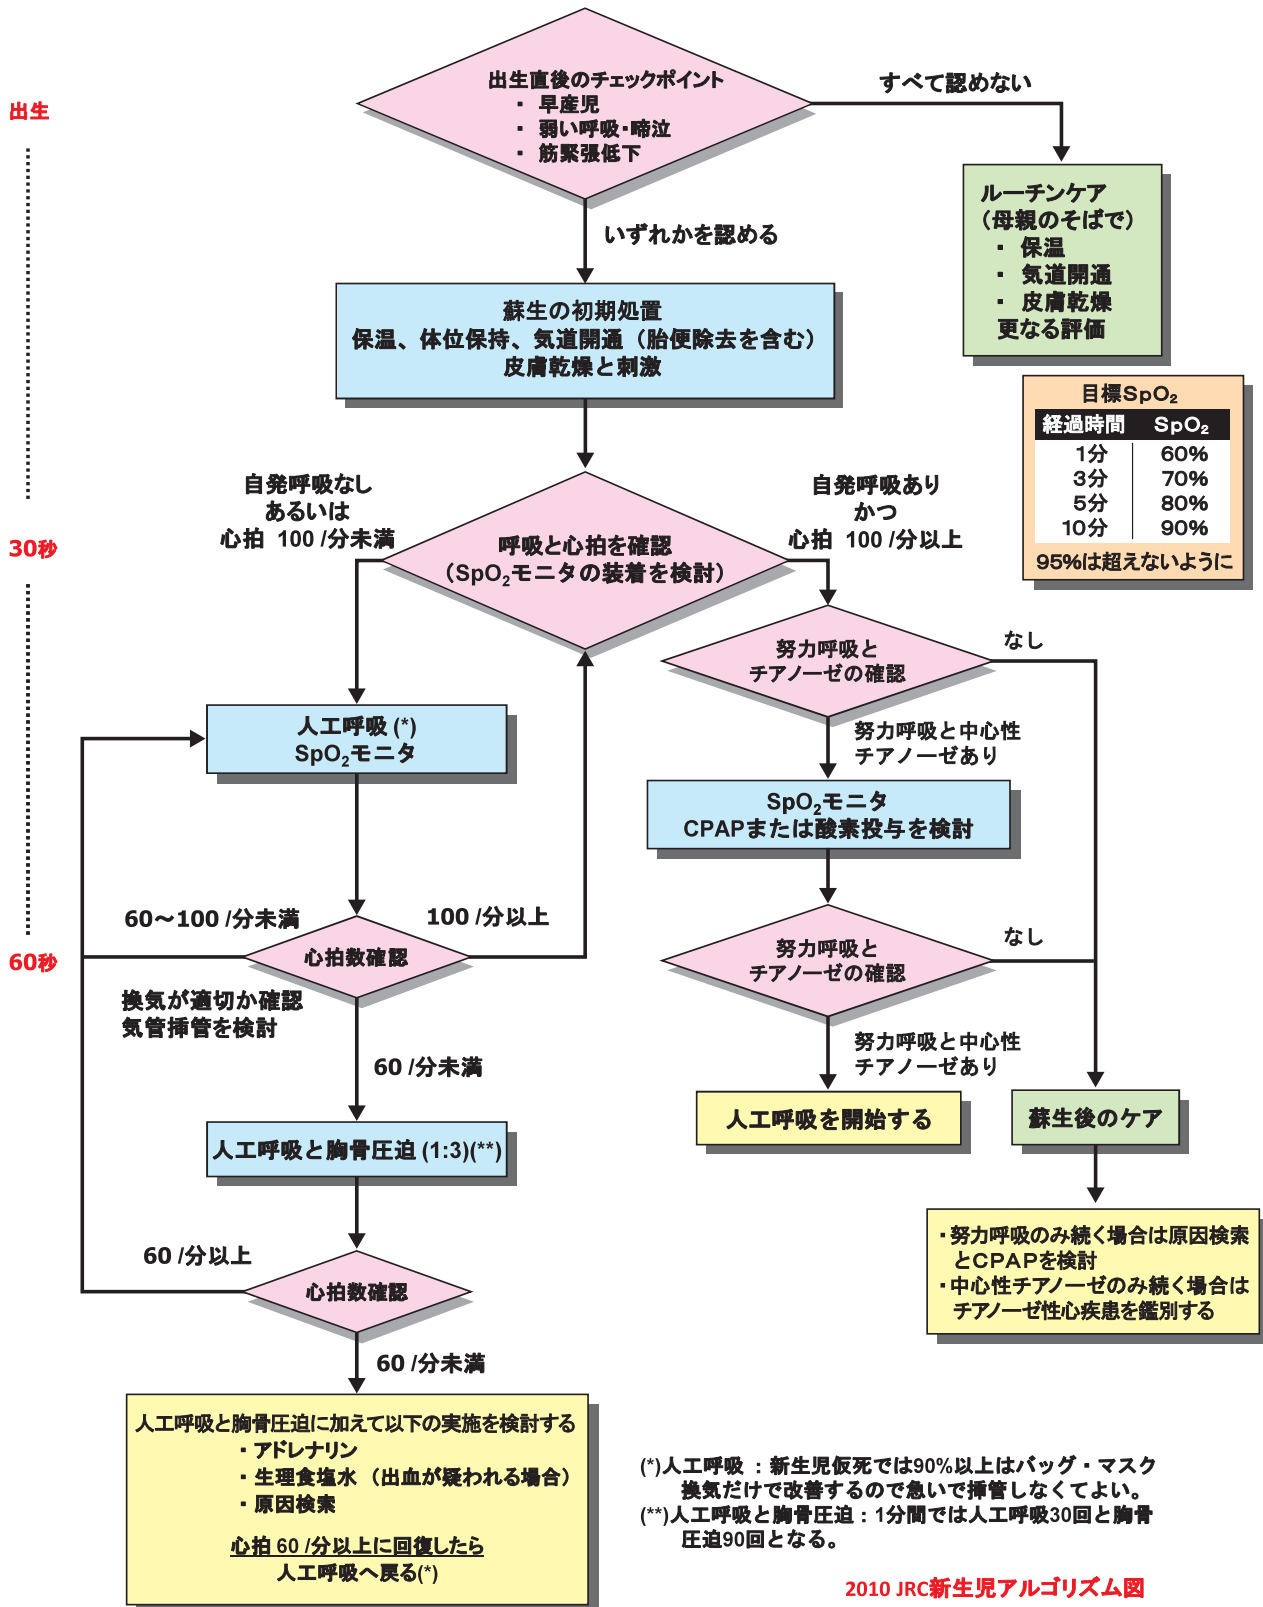 出生直後のチェックポイント
・ 早産児
・ 弱い呼吸・啼泣
・ 筋緊張低下
すべて認めない
出生
ルーチンケア
（母親のそばで）
・ 保温
・ 気道開通
・ 皮膚乾燥
更なる評価
いずれかを認める
蘇生の初期処置
保温、体位保持、気道開通（胎便除去を含む）
皮膚乾燥と刺激
目標SpO₂
経過時間 SpO₂
1分 60%
3分 70%
5分 80%
10分 90%
95%は超えないように
自発呼吸なし
あるいは
心拍 100 /分未満
自発呼吸あり
かつ
心拍 100 /分以上
30秒
呼吸と心拍を確認
（SpO₂モニタの装着を検討）
努力呼吸と
チアノーゼの確認
なし
人工呼吸 (*)
SpO₂モニタ
努力呼吸と中心性
チアノーゼあり
SpO₂モニタ
CPAPまたは酸素投与を検討
60～100 /分未満
100 /分以上
60秒
心拍数確認
努力呼吸と
チアノーゼの確認
なし
換気が適切か確認
気管挿管を検討
60 /分未満
努力呼吸と中心性
チアノーゼあり
人工呼吸を開始する
蘇生後のケア
人工呼吸と胸骨圧迫 (1:3)(**)
60 /分以上
心拍数確認
・努力呼吸のみ続く場合は原因検索
とCPAPを検討
・中心性チアノーゼのみ続く場合は
チアノーゼ性心疾患を鑑別する
60 /分未満
人工呼吸と胸骨圧迫に加えて以下の実施を検討する
・アドレナリン
・生理食塩水 （出血が疑われる場合）
・原因検索
心拍 60 /分以上に回復したら
人工呼吸へ戻る(*)
(*)人工呼吸 ：新生児仮死では90%以上はバッグ・マスク
換気だけで改善するので急いで挿管しなくてよい。
(**)人工呼吸と胸骨圧迫：1分間では人工呼吸30回と胸骨
圧迫90回となる。
2010 JRC新生児アルゴリズム図